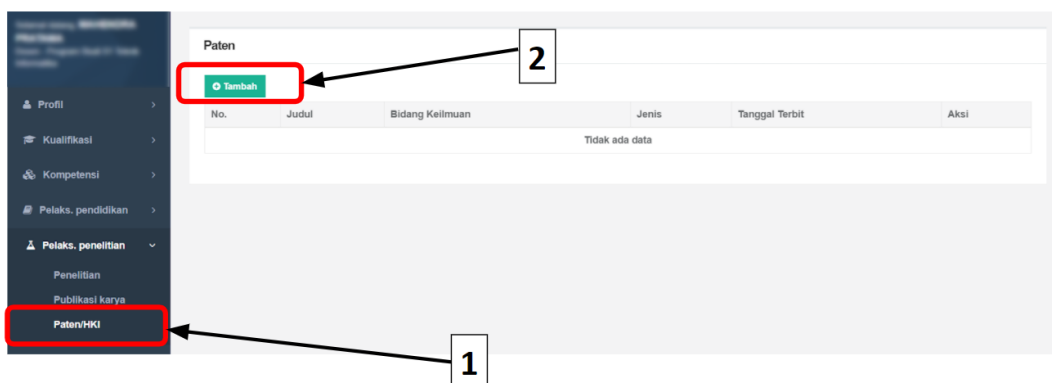 Paten
2
Tambah
Profil
No. Judul Bidang Keilmuan Jenis Tanggal Terbit Aksi
Tidak ada data
Kualifikasi
Kompetensi
Pelaks. pendidikan
Pelaks. penelitian
Penelitian
Publikasi karya
Paten/HKI
1